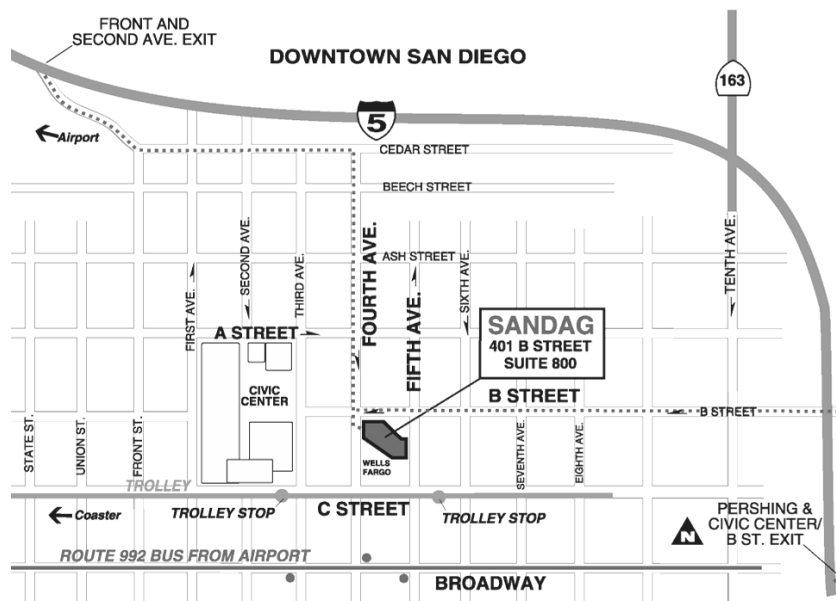 FRONT AND
SECOND AVE. EXIT
DOWNTOWN SAN DIEGO
163
5
Airport
CEDAR STREET
BEECH STREET
ASH STREET
FIRST AVE.
SECOND AVE.
THIRD AVE.
FOURTH AVE.
FIFTH AVE.
SIXTH AVE.
TENTH AVE.
A STREET
SANDAG
401 B STREET
SUITE 800
CIVIC
CENTER
B STREET
B STREET
STATE ST.
UNION ST.
FRONT ST.
WELLS
FARGO
SEVENTH AVE.
EIGHTH AVE.
TROLLEY
Coaster
TROLLEY STOP
C STREET
TROLLEY STOP
PERSHING &
CIVIC CENTER/
B ST. EXIT
N
ROUTE 992 BUS FROM AIRPORT
BROADWAY